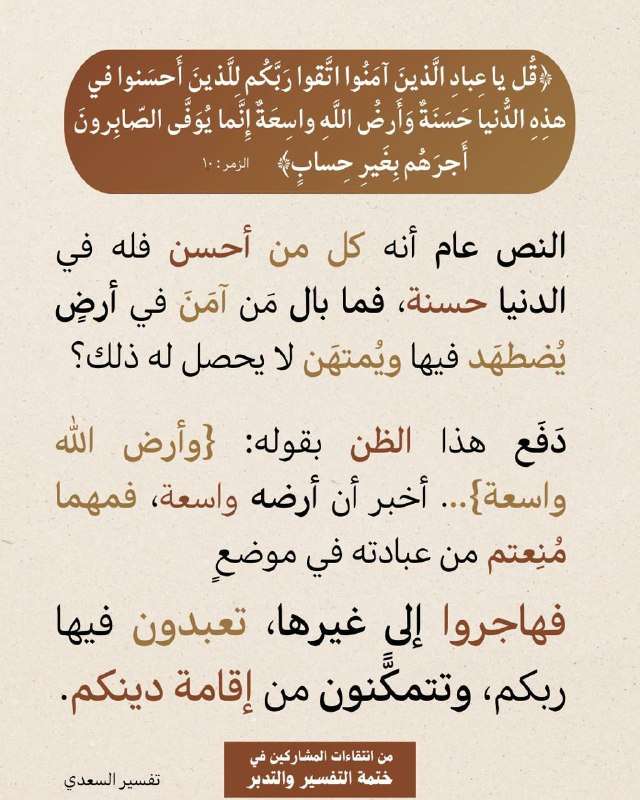 ﴿قُل يا عِبادِ الَّذينَ آمَنُوا اتَّقوا رَبَّكُم لِلَّذينَ أَحسَنوا في
هذِهِ الدُّنيا حَسَنَةٌ وَأَرضُ اللَّهِ واسِعَةٌ إِنَّما يُوَفَّى الصّابِرونَ
أَجرَهُم بِغَيرِ حِسابٍ﴾ الزمر: ١٠
النص عام أنه كل من أحسن فله في
الدنيا حسنة، فما بال مَن آمَنَ في أرضٍ
يُضطهَد فيها ويُمتهَن لا يحصل له ذلك؟
دَفَع هذا الظن بقوله: {وأرض الله
واسعة}... أخبر أن أرضه واسعة، فمهما
مُنِعتم من عبادته في موضعٍ
فهاجروا إلى غيرها، تعبدون فيها
ربكم، وتتمكَّنون من إقامة دينكم.
من انتقاءات المشاركين في
ختمة التفسير والتدبر
تفسير السعدي